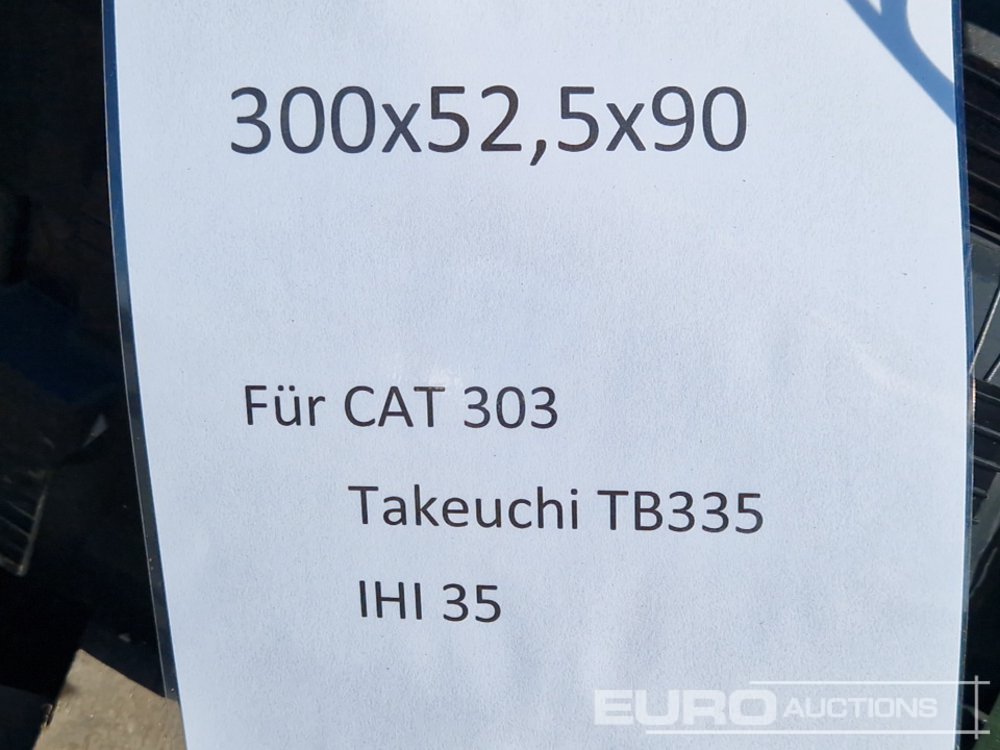 300x52,5x90
Für CAT 303
Takeuchi TB335
IHI 35
EURO AUCTIONS